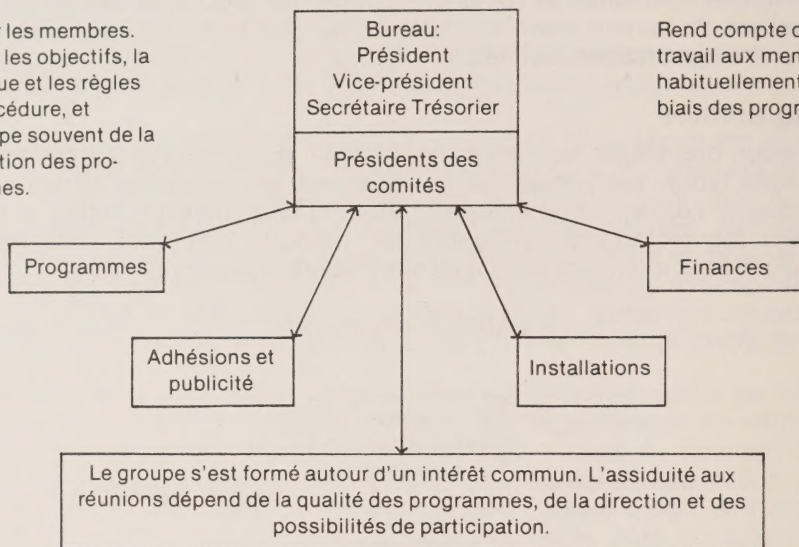 r les membres.
les objectifs, la
ue et les règles
cédure, et
pe souvent de la
tion des pro-
nes.
Bureau:
Président
Vice-président
Secrétaire Trésorier
Présidents des
comités
Rend compte d
travail aux mem
habituellement
biais des progr
Programmes
Finances
Adhésions et
publicité
Installations
Le groupe s'est formé autour d'un intérêt commun. L'assiduité aux
réunions dépend de la qualité des programmes, de la direction et des
possibilités de participation.